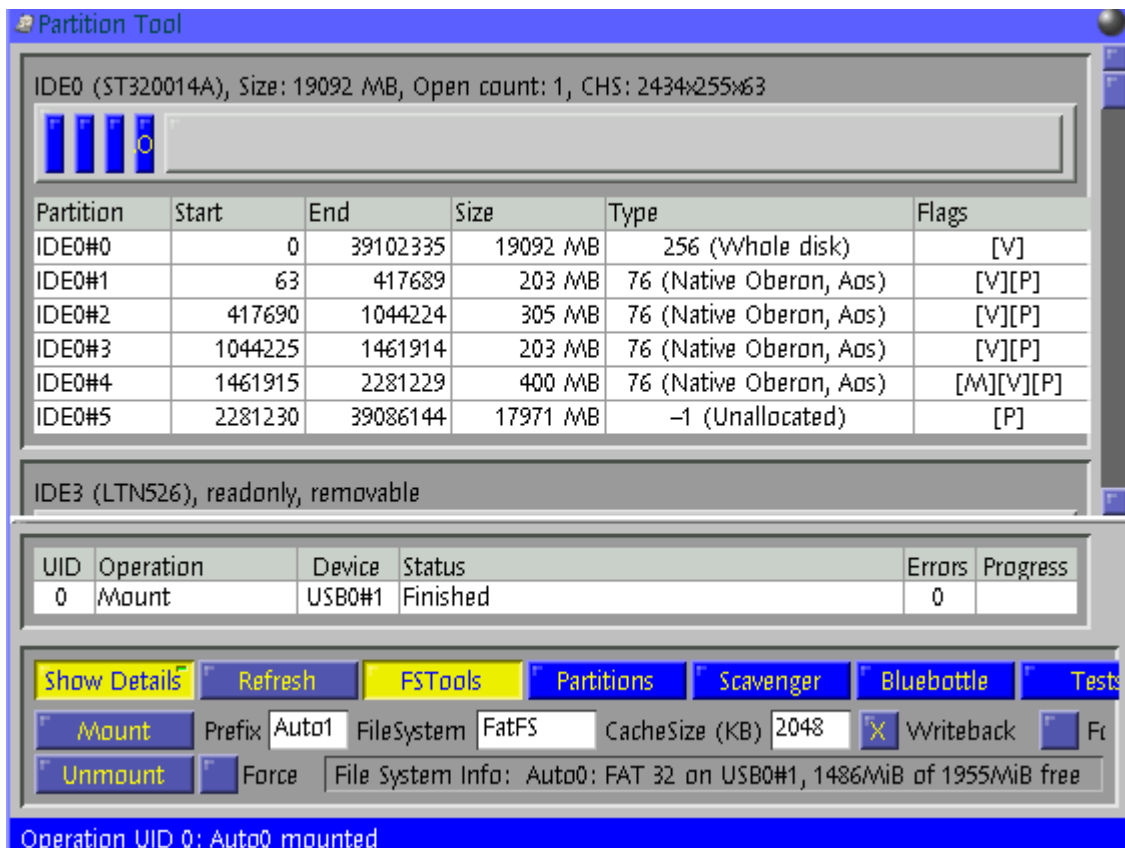 Partition Tool
IDE0 (ST320014A), Size: 19092 MB, Open count: 1, CHS: 2434x255x63
.O
Partition Start End Size Type Flags
IDE0#0 0 39102335 19092 MB 256 (Whole disk) [V]
IDE0#1 63 417689 203 MB 76 (Native Oberon, Aos) [V][P]
IDE0#2 417690 1044224 305 MB 76 (Native Oberon, Aos) [V][P]
IDE0#3 1044225 1461914 203 MB 76 (Native Oberon, Aos) [V][P]
IDE0#4 1461915 2281229 400 MB 76 (Native Oberon, Aos) [M][V][P]
IDE0#5 2281230 39086144 17971 MB –1 (Unallocated) [P]
IDE3 (LTN526), readonly, removable
UID Operation Device Status Errors Progress
0 Mount USB0#1 Finished 0
Show Details Refresh FSTools Partitions Scavenger Bluebottle Tests
Mount Prefix Auto1 FileSystem FatFS CacheSize (KB) 2048 X Writeback
Unmount Force File System Info: Auto0: FAT 32 on USB0#1, 1486MiB of 1955MiB free
Operation UID 0: Auto0 mounted